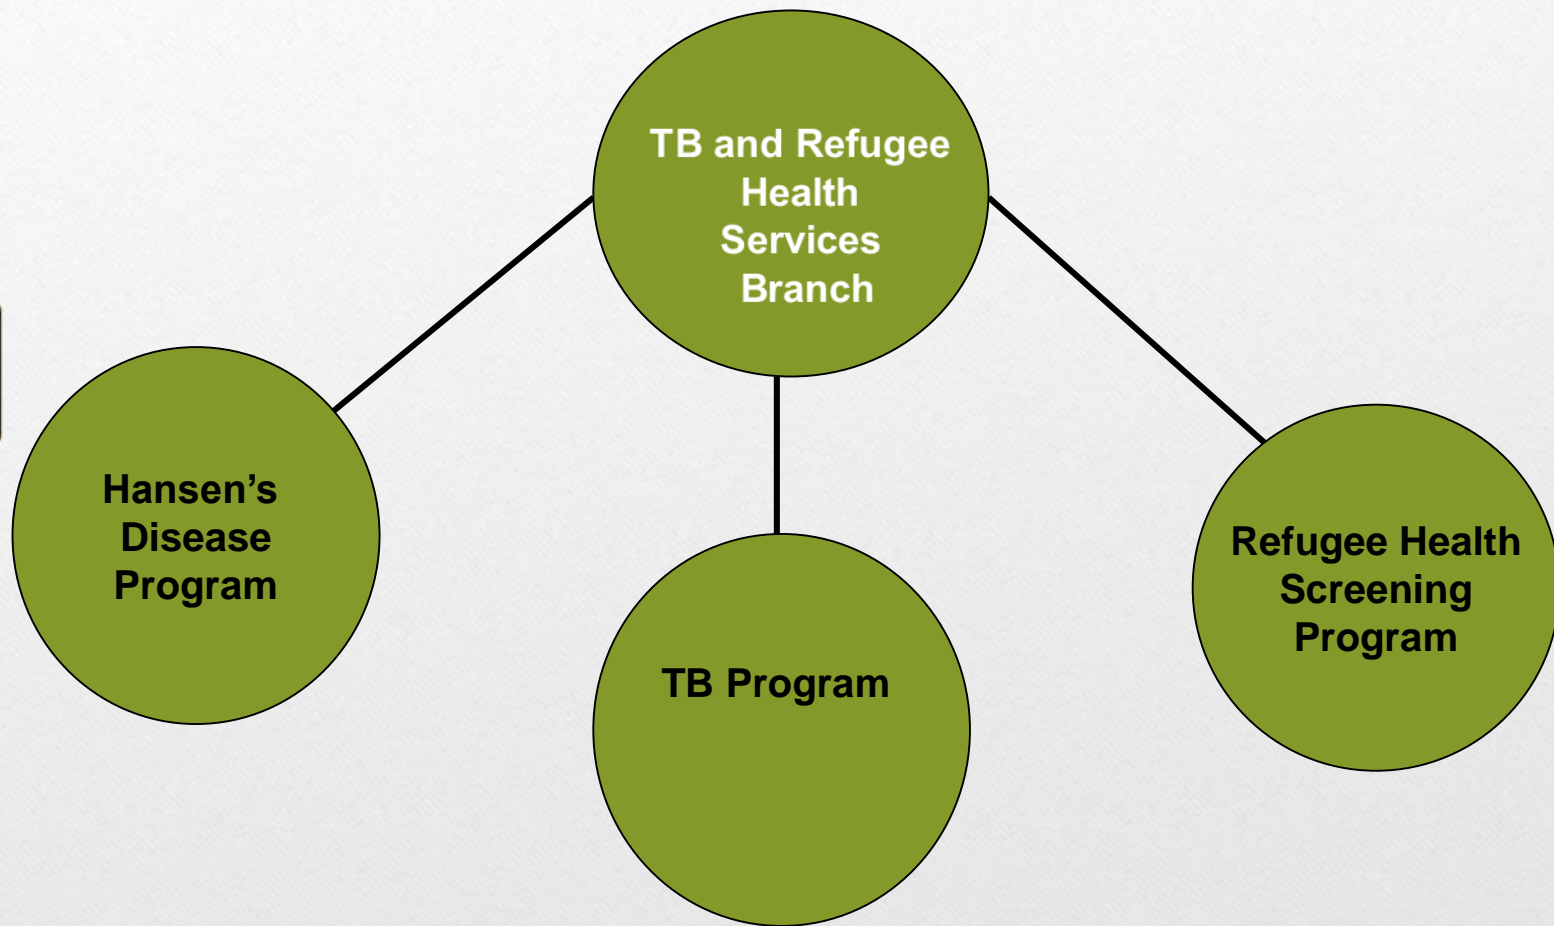 TB and Refugee
Health
Services
Branch
Hansen’s
Disease
Program
TB Program
Refugee Health
Screening
Program